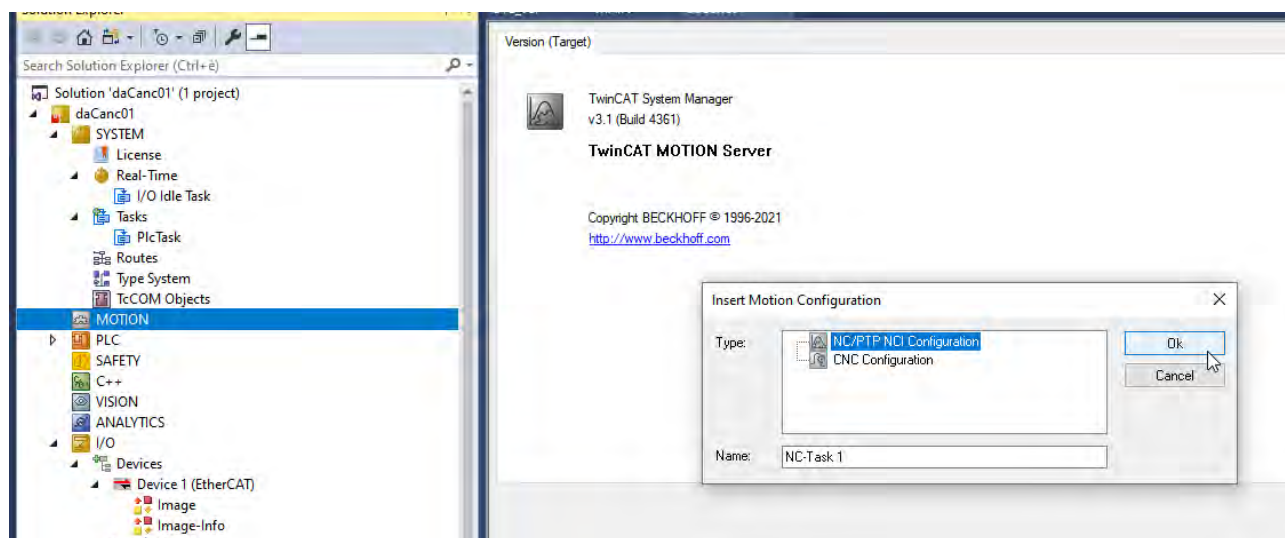 Solution Explorer
Search Solution Explorer (Ctrl+è)
Solution 'daCanc01' (1 project)
daCanc01
SYSTEM
License
Real-Time
I/O Idle Task
Tasks
PlcTask
Routes
Type System
TcCOM Objects
MOTION
PLC
SAFETY
C++
VISION
ANALYTICS
I/O
Devices
Device 1 (EtherCAT)
Image
Image-Info
Version (Target)
TwinCAT System Manager
v3.1 (Build 4361)
TwinCAT MOTION Server
Copyright BECKHOFF © 1996-2021
http://www.beckhoff.com
Insert Motion Configuration
Type:
NC/PTP NCI Configuration
CNC Configuration
Ok
Cancel
Name:
NC-Task 1